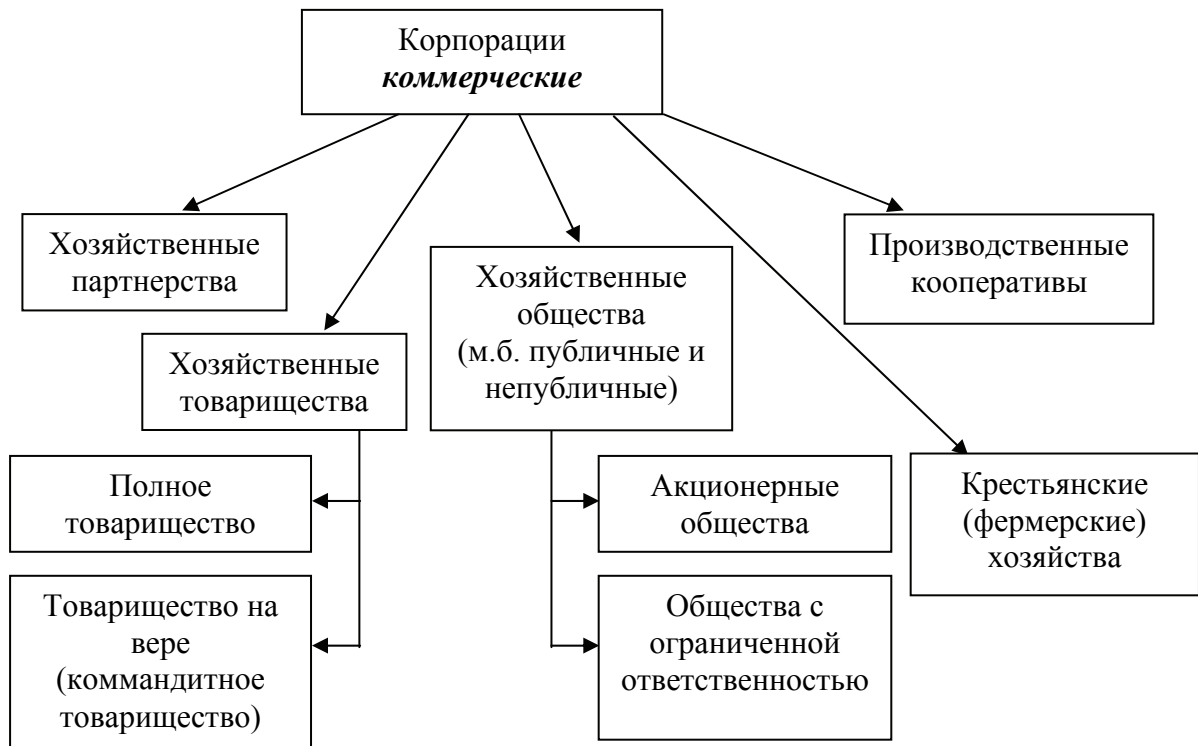 Корпорации
коммерческие
Хозяйственные
партнерства
Хозяйственные
товарищества
Хозяйственные
общества
(м.б. публичные и
непубличные)
Производственные
кооперативы
Полное
товарищество
Товарищество на
вере
(коммандитное
товарищество)
Акционерные
общества
Общества с
ограниченной
ответственностью
Крестьянские
(фермерские)
хозяйства